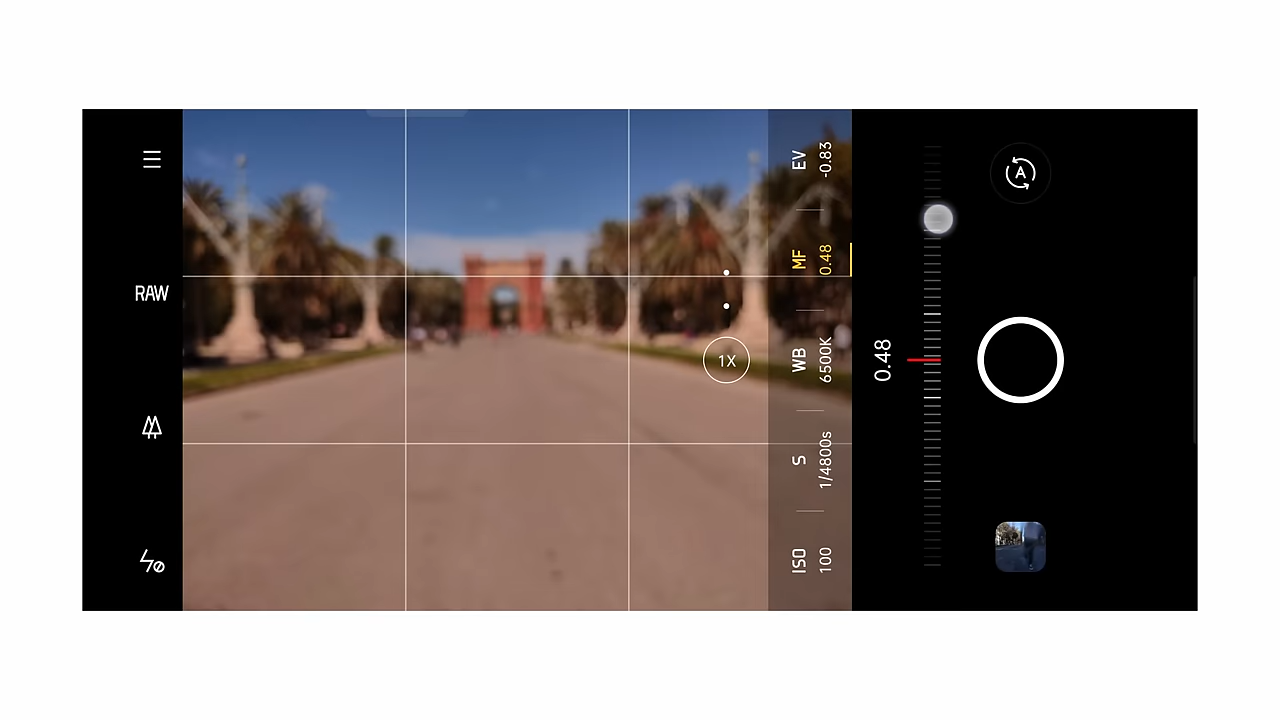 RAW
1X
EV
-0.83
MF
0.48
WB
6500K
S
1/4800s
ISO
100
0.48
A